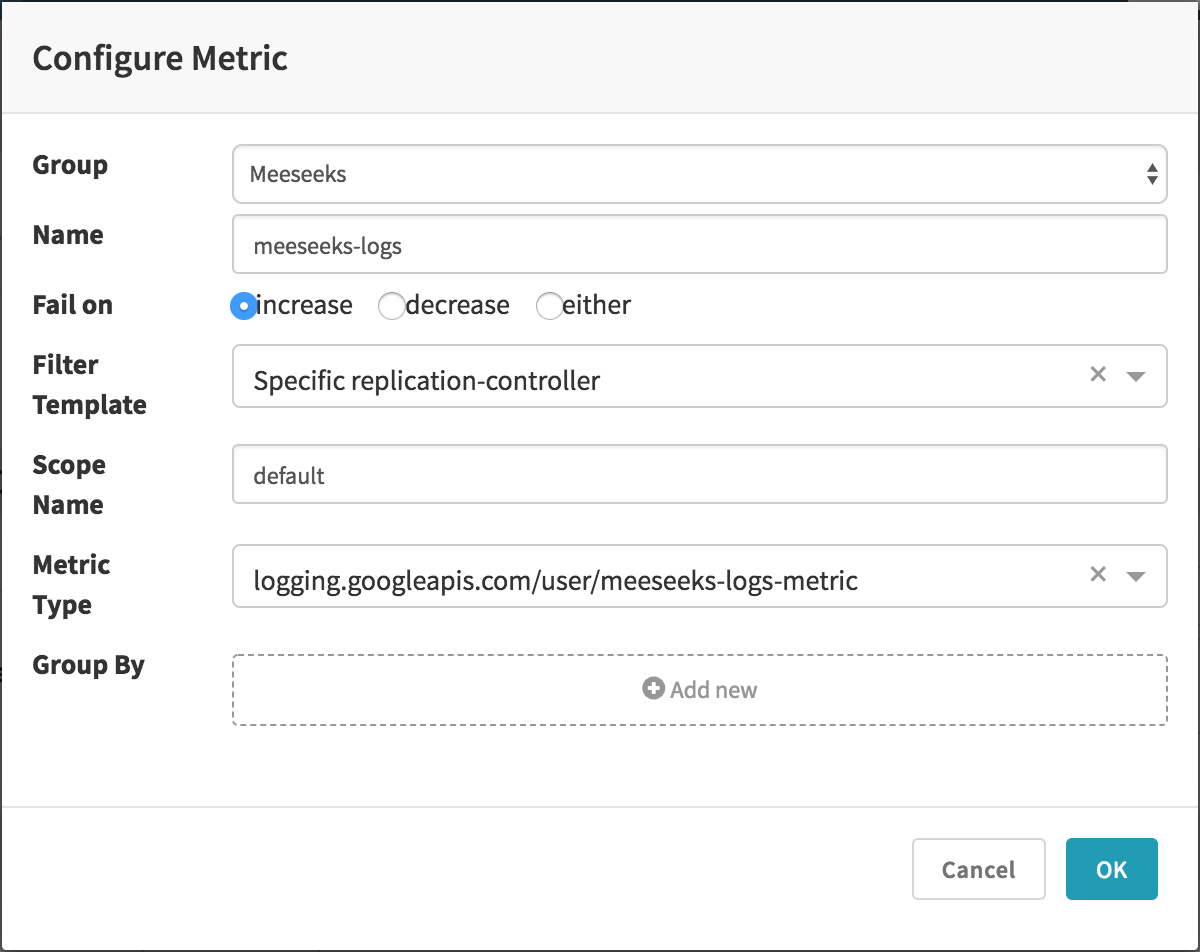 Configure Metric
Group
Meeseeks
Name
meeseeks-logs
Fail on
increase
decrease
either
Filter
Template
Specific replication-controller
Scope
Name
default
Metric
Type
logging.googleapis.com/user/meeseeks-logs-metric
Group By
Add new
Cancel
OK